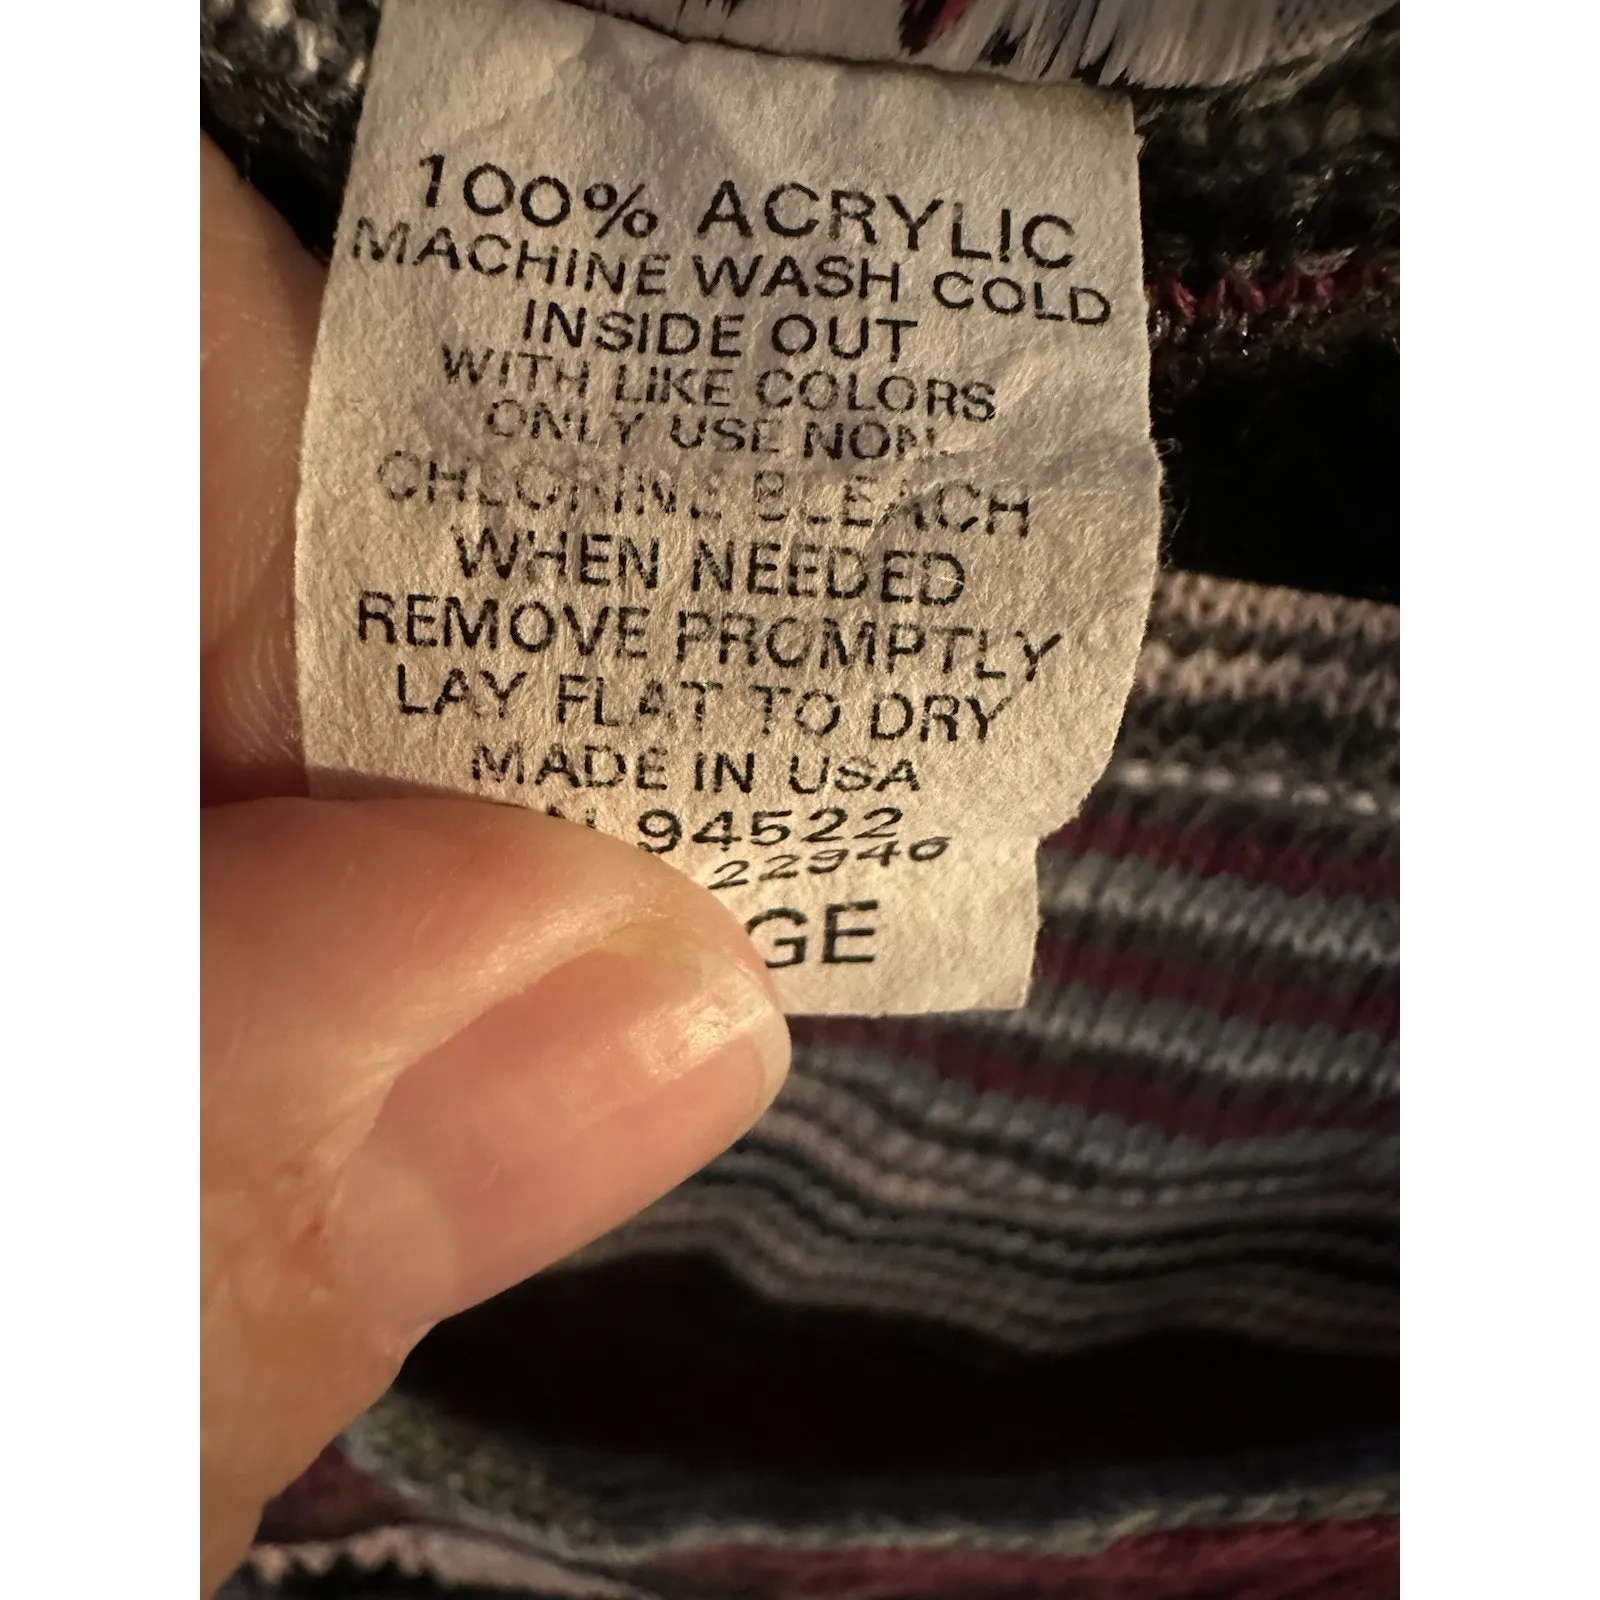 100% ACRYLIC
MACHINE WASH COLD
INSIDE OUT
WITH LIKE COLORS
ONLY USE NON-
CHLORINE BLEACH
WHEN NEEDED
REMOVE PROMPTLY
LAY FLAT TO DRY
MADE IN USA
N 94522
22946
GE